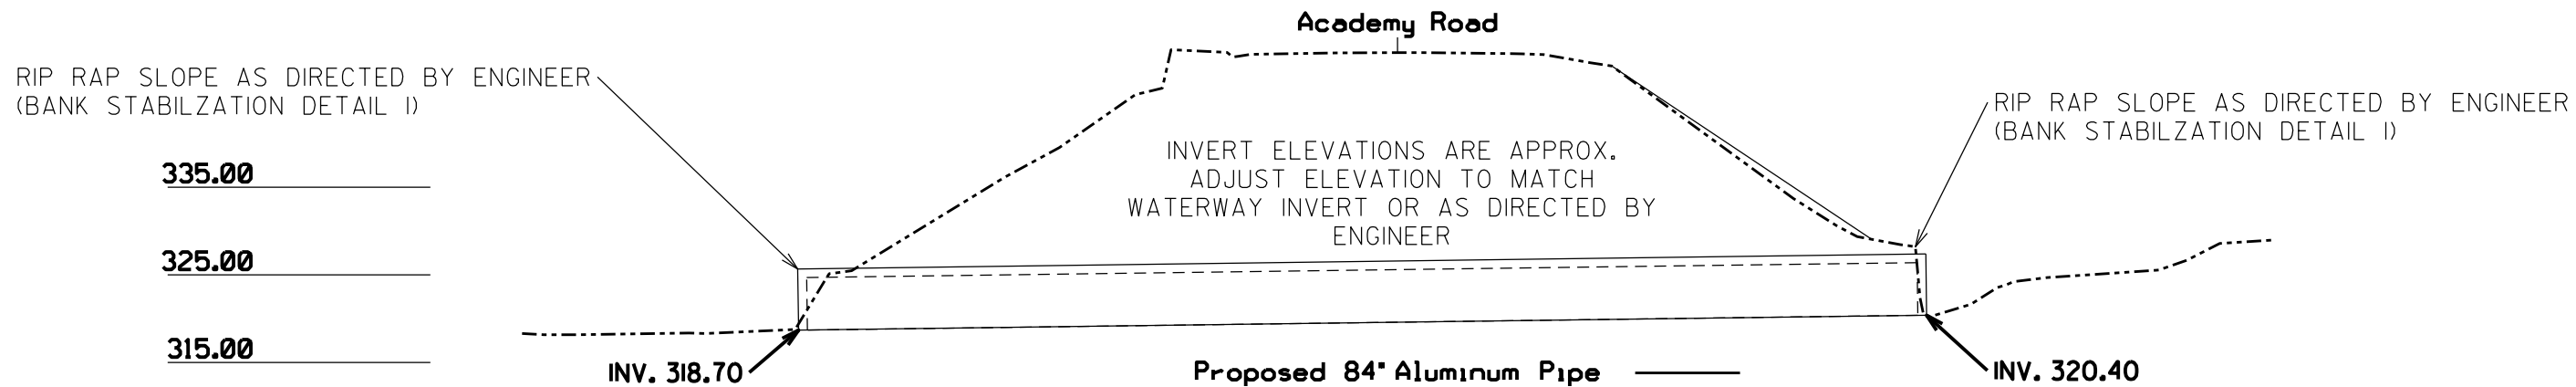 Academy Road
RIP RAP SLOPE AS DIRECTED BY ENGINEER
(BANK STABILZATION DETAIL 1)
RIP RAP SLOPE AS DIRECTED BY ENGINEER
(BANK STABILZATION DETAIL 1)
INVERT ELEVATIONS ARE APPROX.
ADJUST ELEVATION TO MATCH
WATERWAY INVERT OR AS DIRECTED BY
ENGINEER
335.00
325.00
315.00
INV. 318.70
Proposed 84" Aluminum Pipe
INV. 320.40